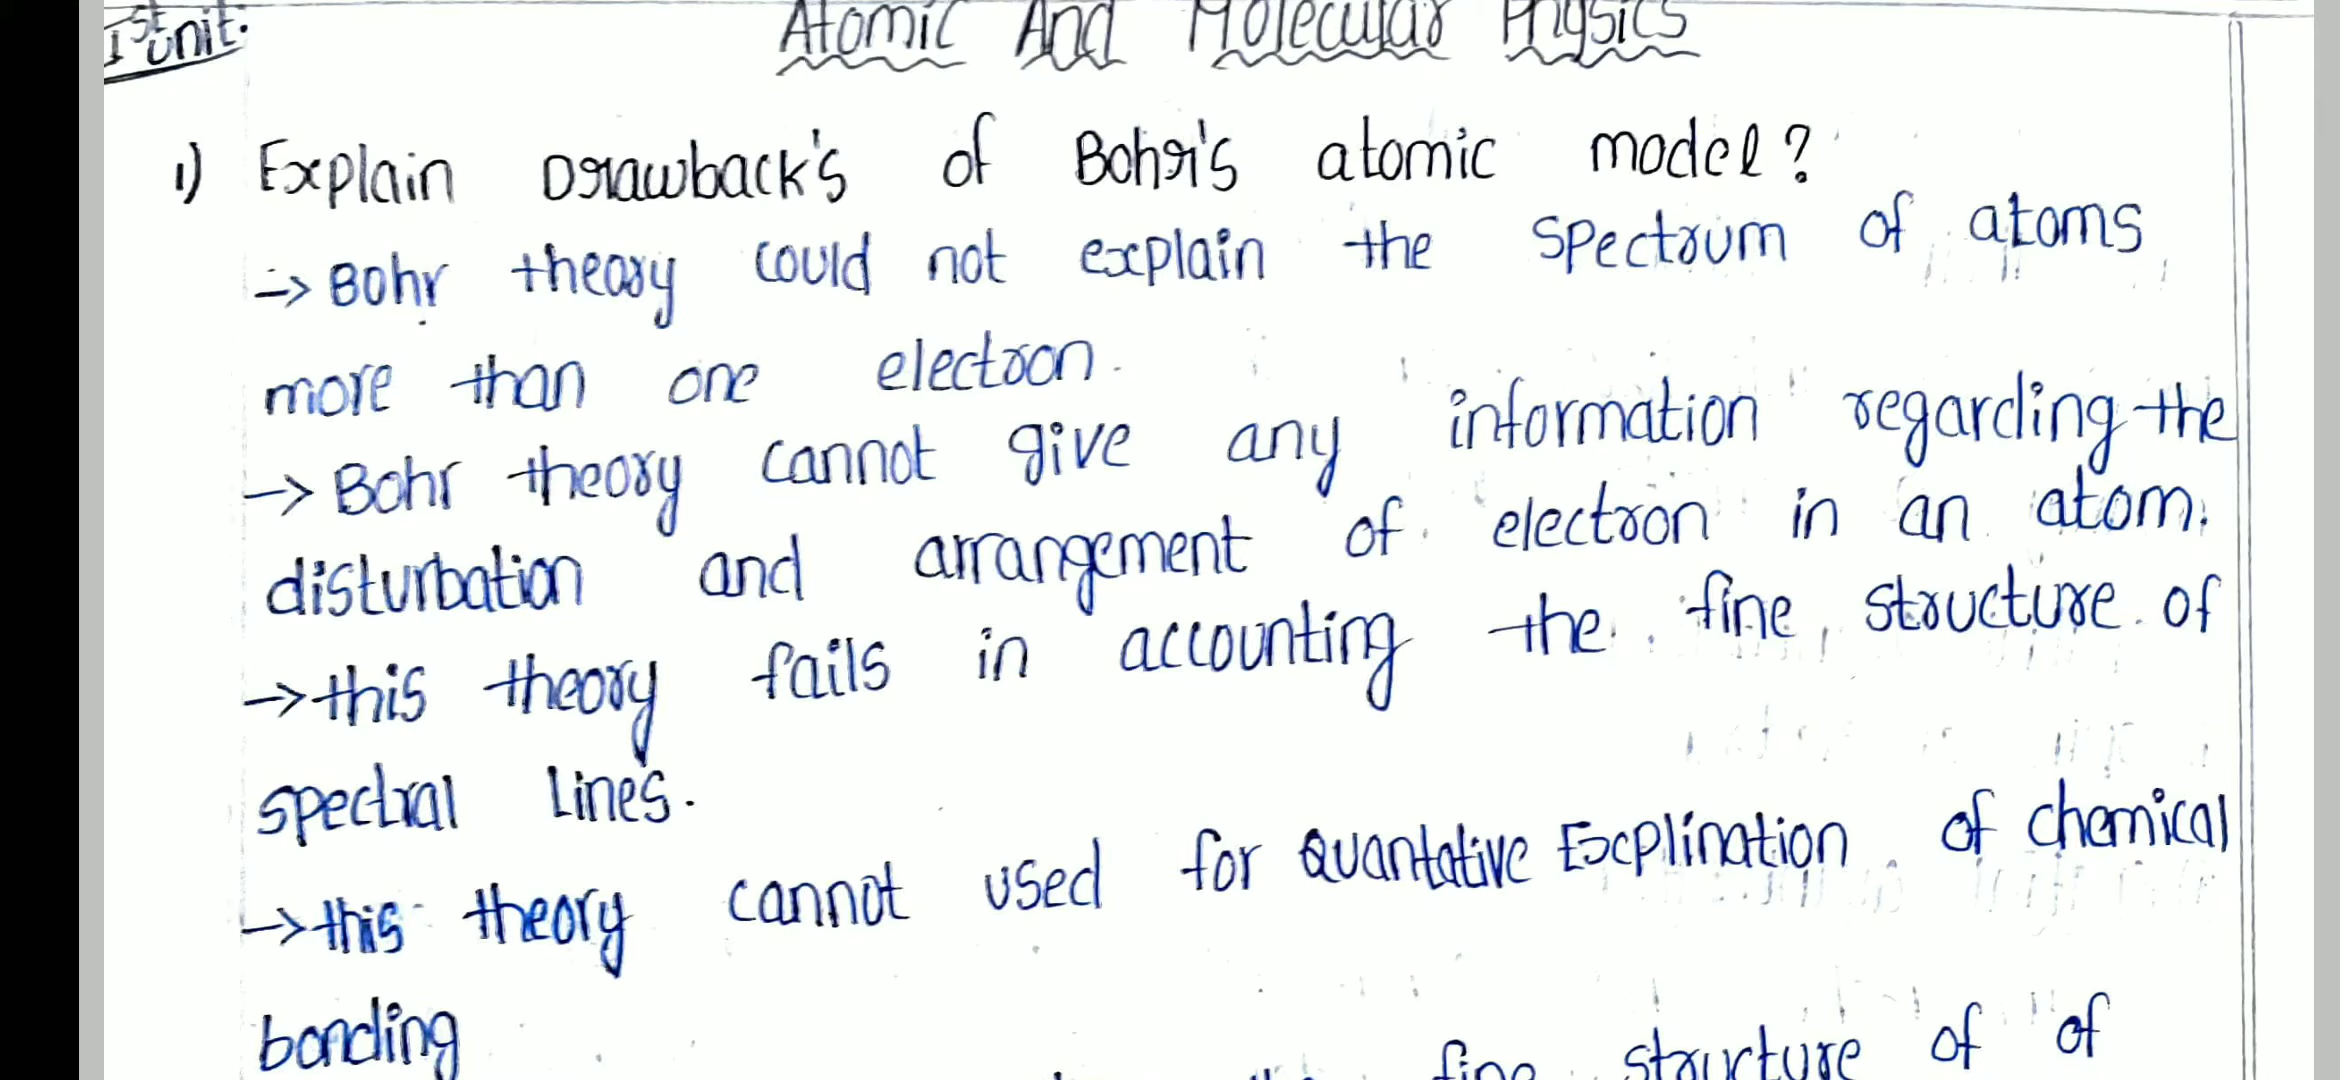 Ist unit.
Atomic And Molecular Physics
1) Explain Drawback's of Bohr's atomic model?
-> Bohr theory could not explain the spectrum of atoms
more than one electron.
-> Bohr theory cannot give any information regarding the
disturbation and arrangement of electron in an atom.
-> this theory fails in accounting the fine structure of
spectral Line's.
-> this theory cannot used for Quantative Explination of chemical
bonding
fine structure of of